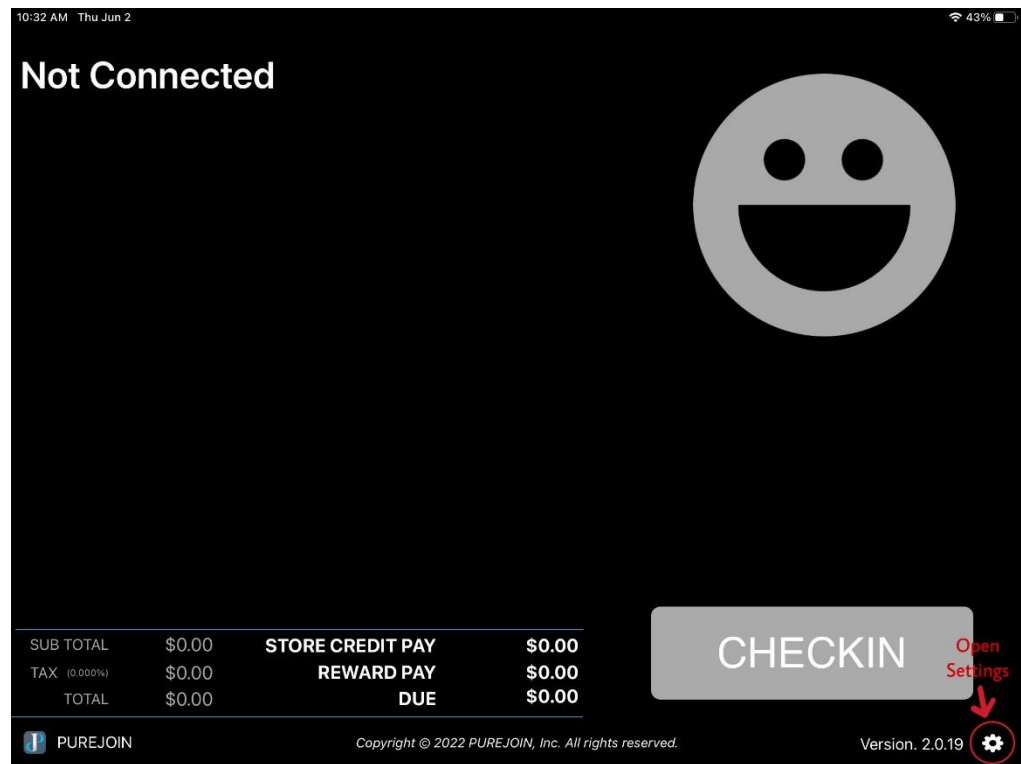 10:32 AM Thu Jun 2
43%
Not Connected
SUB TOTAL $0.00 STORE CREDIT PAY $0.00
TAX (0.000%) $0.00 REWARD PAY $0.00
TOTAL $0.00 DUE $0.00
CHECKIN
Open
Settings
PUREJOIN
Copyright © 2022 PUREJOIN, Inc. All rights reserved.
Version. 2.0.19